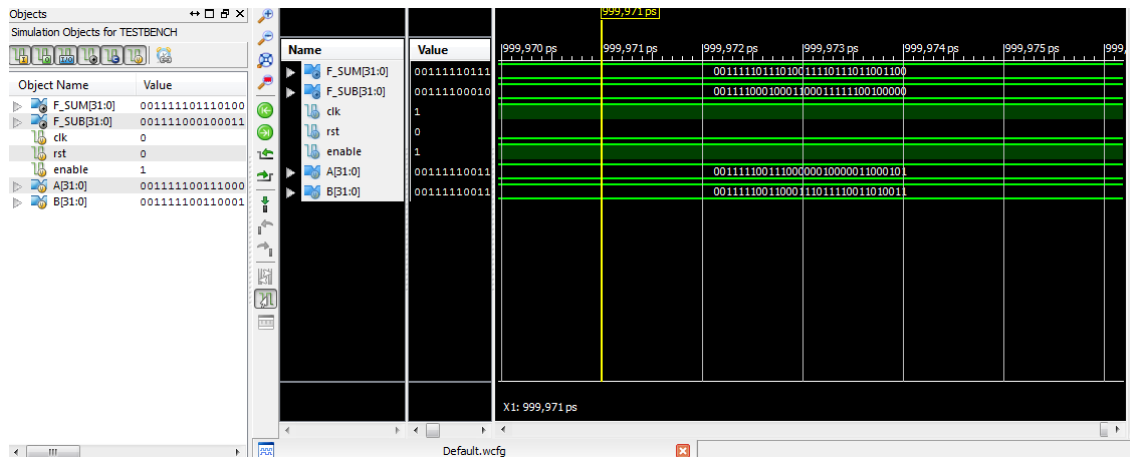 Objects
Simulation Objects for TESTBENCH
Object Name Value
F_SUM[31:0] 001111101110100
F_SUB[31:0] 001111000100011
clk 0
rst 0
enable 1
A[31:0] 001111100111000
B[31:0] 001111100110001
999,971 ps
Name Value 999,970 ps 999,971 ps 999,972 ps 999,973 ps 999,974 ps 999,975 ps 999,
F_SUM[31:0] 00111110111 00111110111010011110111011001100
F_SUB[31:0] 00111100010 00111100010001100011111100100000
clk 1
rst 0
enable 1
A[31:0] 00111110011 00111110011100000010000011000101
B[31:0] 00111110011 00111110011000111011110011010011
X1: 999,971 ps
Default.wcfg